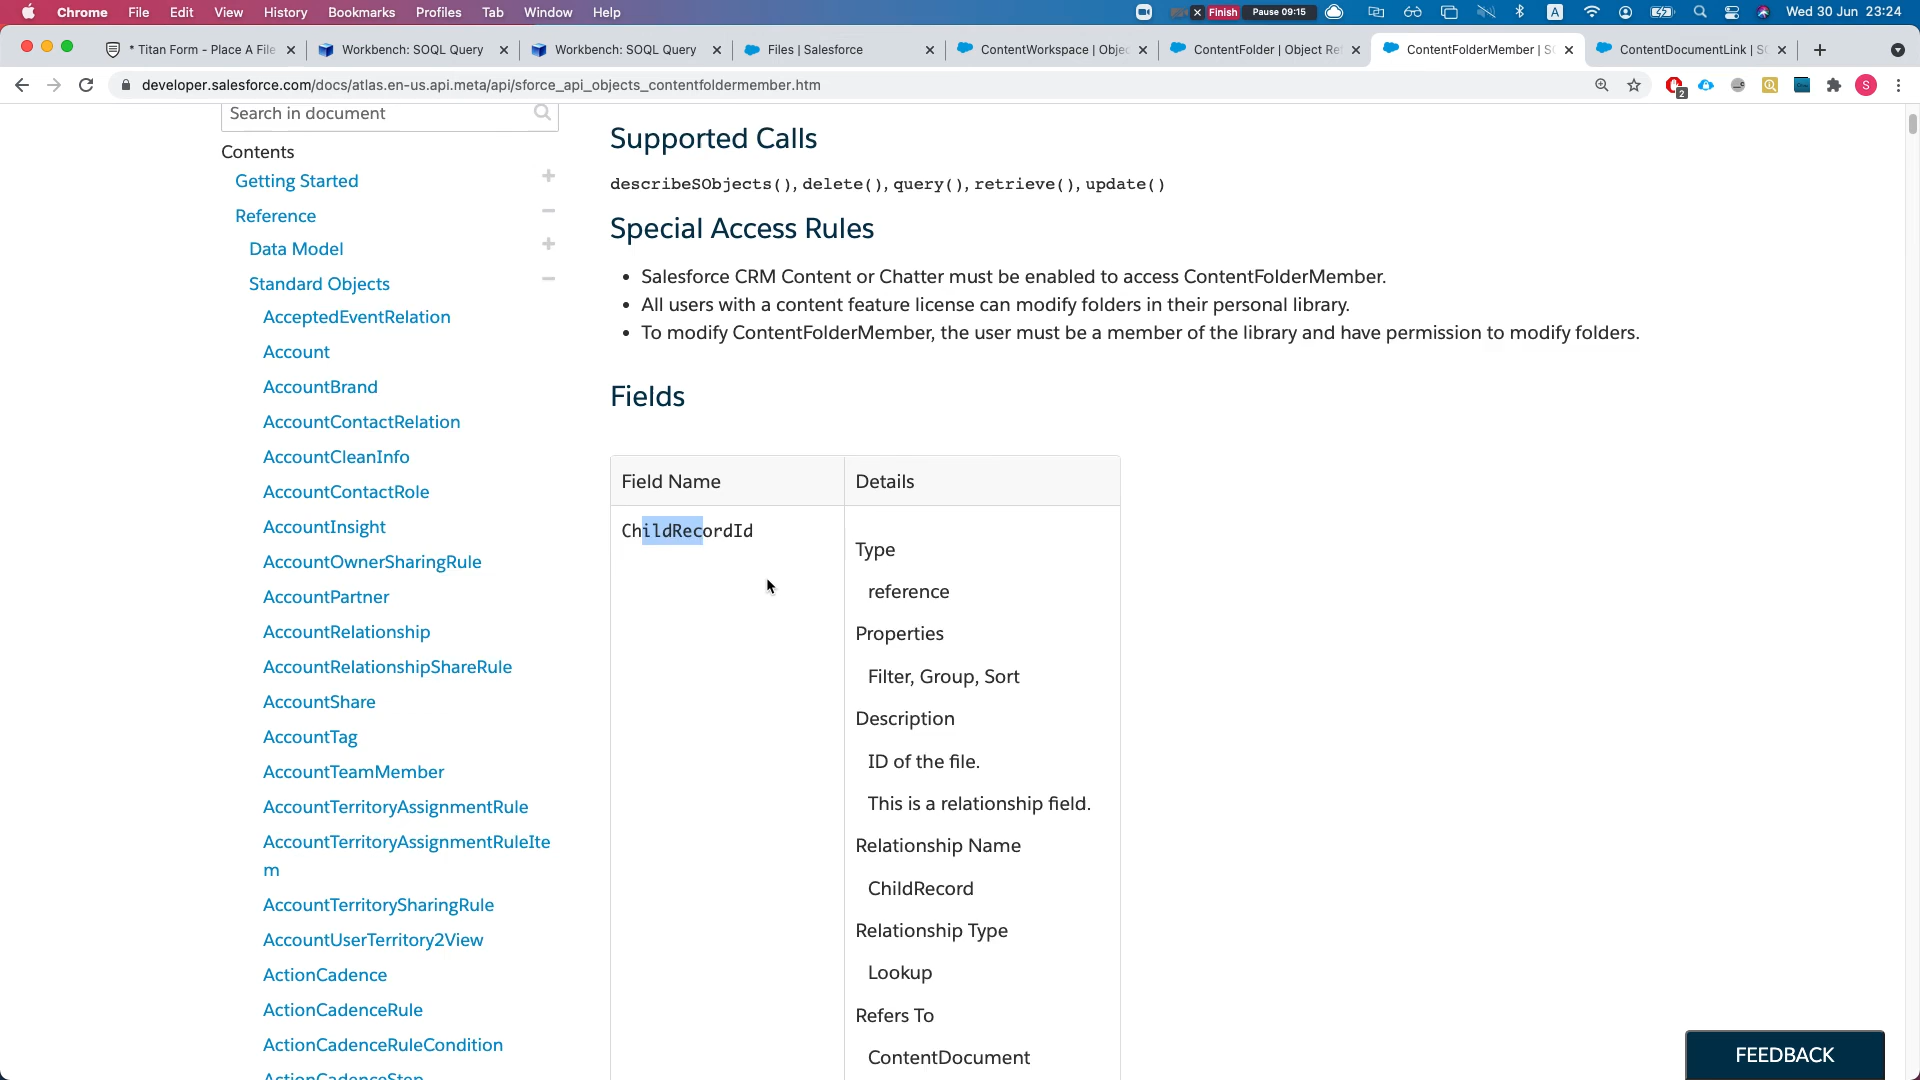 Chrome File Edit View History Bookmarks Profiles Tab Window Help
Finish Pause 09:15 A Wed 30 Jun 23:24
* Titan Form - Place A File
Workbench: SOQL Query
Workbench: SOQL Query
Files | Salesforce
ContentWorkspace | Objec
ContentFolder | Object Re
ContentFolderMember | S
ContentDocumentLink | S
developer.salesforce.com/docs/atlas.en-us.api.meta/api/sforce_api_objects_contentfoldermember.htm
2
S
Search in document
Contents
Getting Started
Reference
Data Model
Standard Objects
AcceptedEventRelation
Account
AccountBrand
AccountContactRelation
AccountCleanInfo
AccountContactRole
AccountInsight
AccountOwnerSharingRule
AccountPartner
AccountRelationship
AccountRelationshipShareRule
AccountShare
AccountTag
AccountTeamMember
AccountTerritoryAssignmentRule
AccountTerritoryAssignmentRuleIte
m
AccountTerritorySharingRule
AccountUserTerritory2View
ActionCadence
ActionCadenceRule
ActionCadenceRuleCondition
ActionCadenceStep
Supported Calls
describeSObjects(), delete(), query(), retrieve(), update()
Special Access Rules
• Salesforce CRM Content or Chatter must be enabled to access ContentFolderMember.
• All users with a content feature license can modify folders in their personal library.
• To modify ContentFolderMember, the user must be a member of the library and have permission to modify folders.
Fields
Field Name Details
ChildRecordId
Type
reference
Properties
Filter, Group, Sort
Description
ID of the file.
This is a relationship field.
Relationship Name
ChildRecord
Relationship Type
Lookup
Refers To
ContentDocument
FEEDBACK